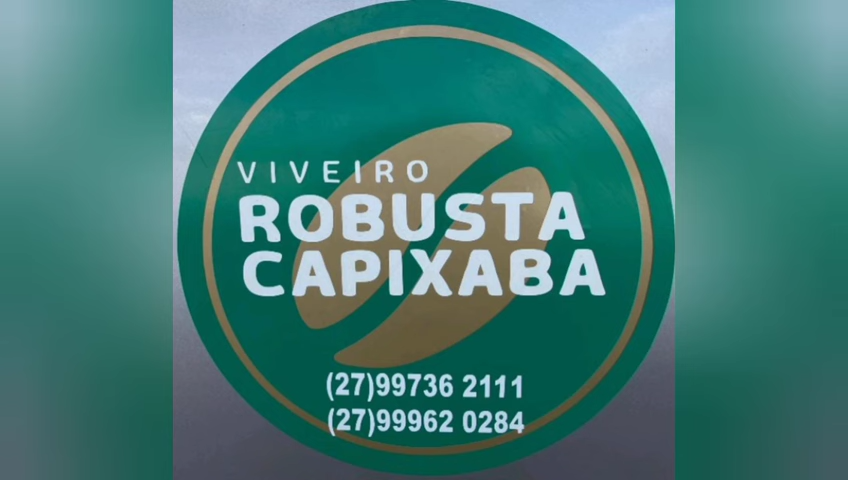 VIVEIRO
ROBUSTA
CAPIXABA
(27)99736 2111
(27)99962 0284